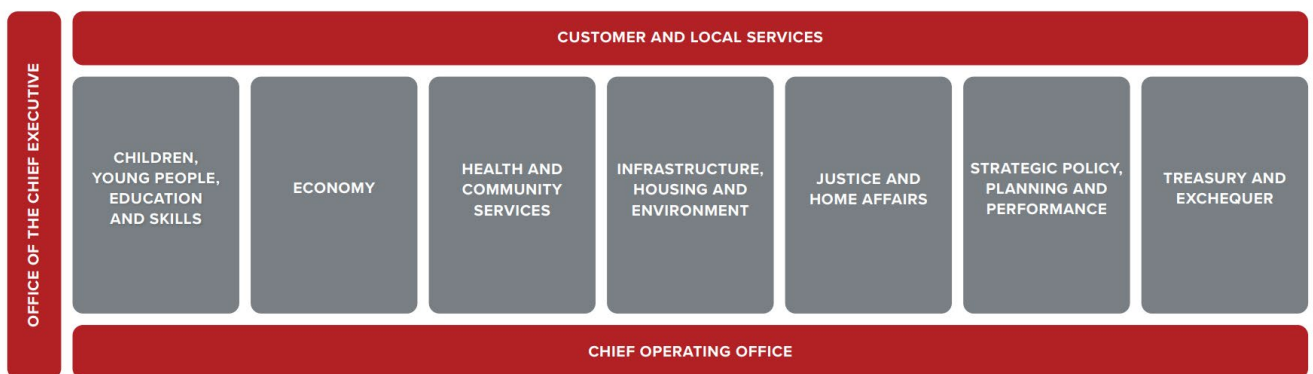 OFFICE OF THE CHIEF EXECUTIVE
CUSTOMER AND LOCAL SERVICES
CHILDREN,
YOUNG PEOPLE,
EDUCATION
AND SKILLS
ECONOMY
HEALTH AND
COMMUNITY
SERVICES
INFRASTRUCTURE,
HOUSING AND
ENVIRONMENT
JUSTICE AND
HOME AFFAIRS
STRATEGIC POLICY,
PLANNING AND
PERFORMANCE
TREASURY AND
EXCHEQUER
CHIEF OPERATING OFFICE